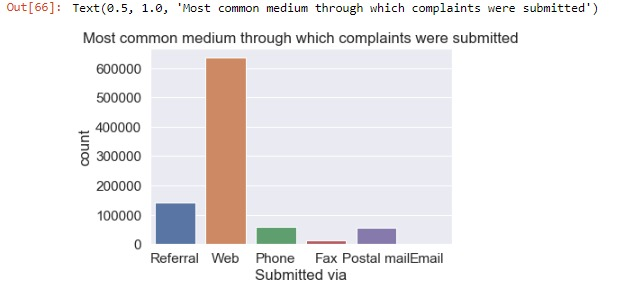 Out[66]: Text(0.5, 1.0, 'Most common medium through which complaints were submitted')
Most common medium through which complaints were submitted
600000
500000
400000
300000
200000
100000
0
count
Referral Web Phone Fax Postal mailEmail
Submitted via